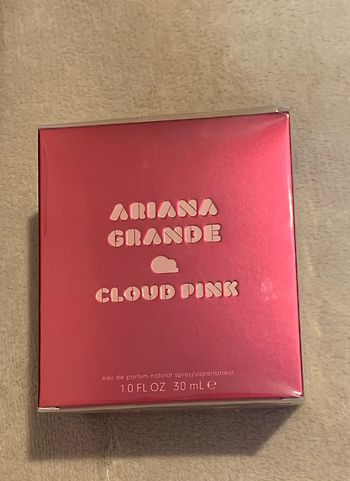 ARIANA
GRANDE
CLOUD PINK
eau de parfum natural spray/vaporisateur
1.0 FL OZ 30 mL ℮